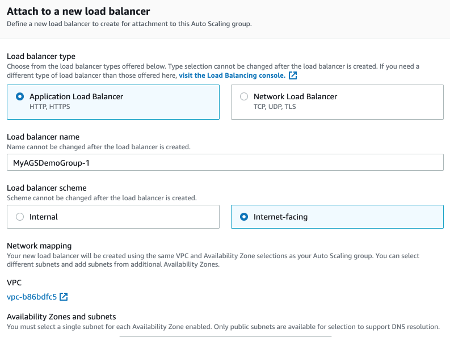 Attach to a new load balancer
Define a new load balancer to create for attachment to this Auto Scaling group.
Load balancer type
Choose from the load balancer types offered below. Type selection cannot be changed after the load balancer is created. If you need a
different type of load balancer than those offered here, visit the Load Balancing console.
Application Load Balancer
HTTP, HTTPS
Network Load Balancer
TCP, UDP, TLS
Load balancer name
Name cannot be changed after the load balancer is created.
MyAGSDemoGroup-1
Load balancer scheme
Scheme cannot be changed after the load balancer is created.
Internal
Internet-facing
Network mapping
Your new load balancer will be created using the same VPC and Availability Zone selections as your Auto Scaling group. You can select
different subnets and add subnets from additional Availability Zones.
VPC
vpc-b86bdfc5
Availability Zones and subnets
You must select a single subnet for each Availability Zone enabled. Only public subnets are available for selection to support DNS resolution.